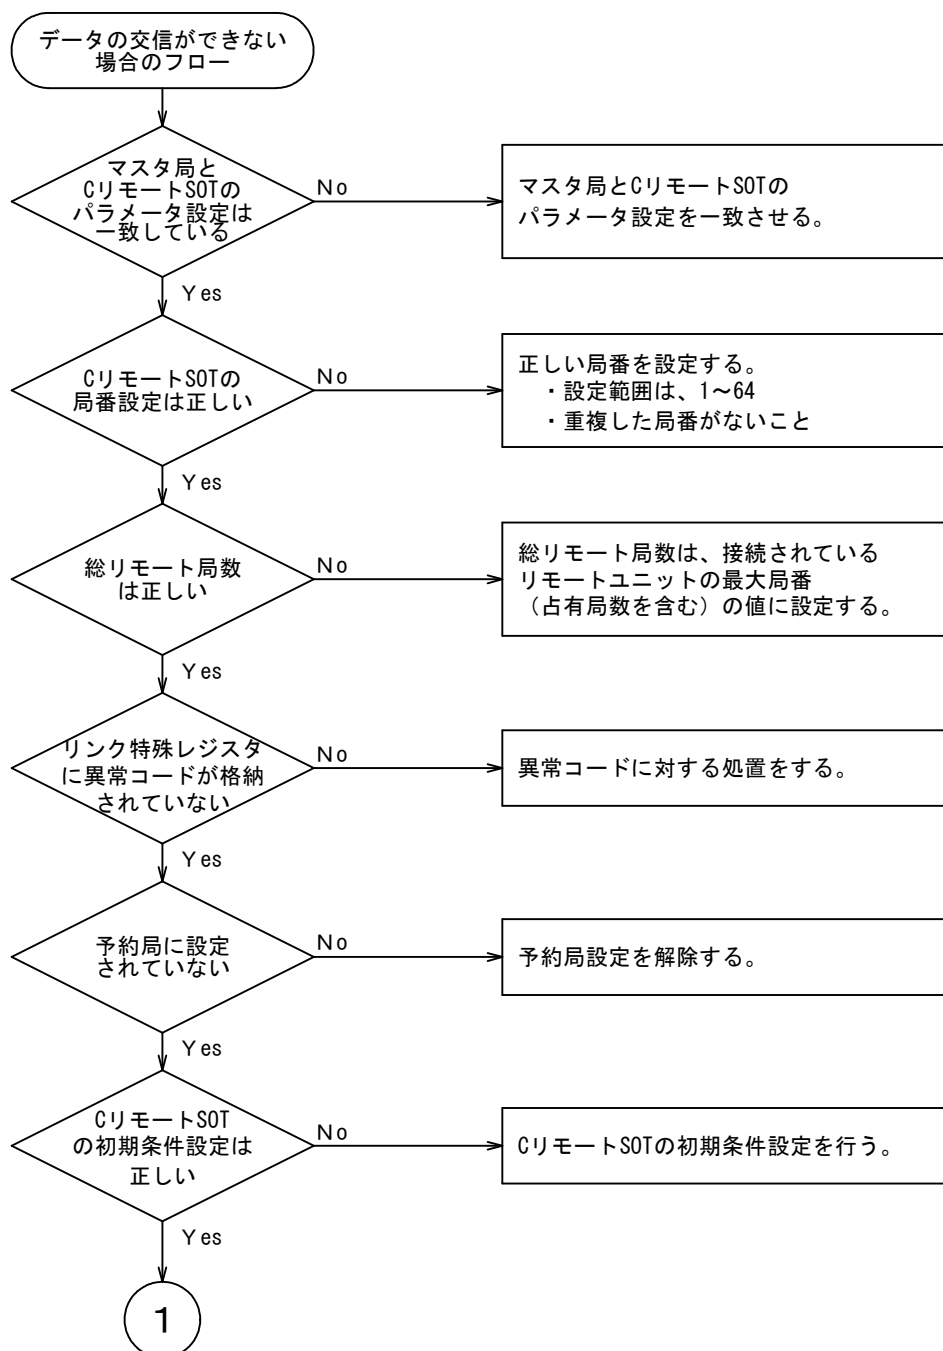 データの交信ができない
場合のフロー
マスタ局と
CリモートSOTの
パラメータ設定は
一致している
No
マスタ局とCリモートSOTの
パラメータ設定を一致させる。
Yes
CリモートSOTの
局番設定は正しい
No
正しい局番を設定する。
・設定範囲は、1～64
・重複した局番がないこと
Yes
総リモート局数
は正しい
No
総リモート局数は、接続されている
リモートユニットの最大局番
（占有局数を含む）の値に設定する。
Yes
リンク特殊レジスタ
に異常コードが格納
されていない
No
異常コードに対する処置をする。
Yes
予約局に設定
されていない
No
予約局設定を解除する。
Yes
CリモートSOT
の初期条件設定は
正しい
No
CリモートSOTの初期条件設定を行う。
Yes
1